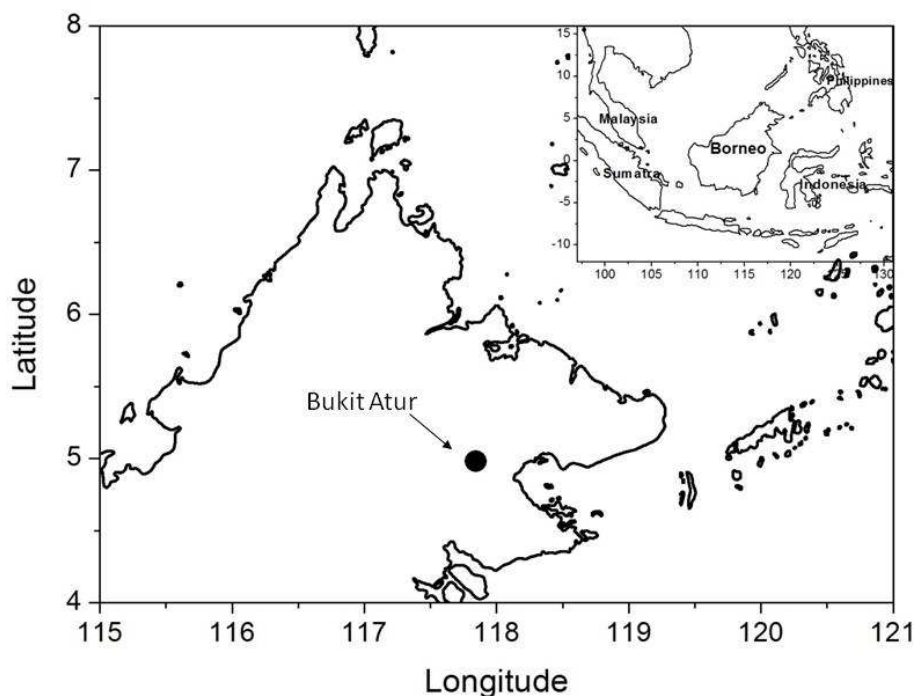 8
7
6
5
4
Latitude
115 116 117 118 119 120 121
Longitude
Bukit Atur
15
10
5
0
-5
-10
100 105 110 115 120 125 130
Philippines
Malaysia
Borneo
Sumatra
Indonesia